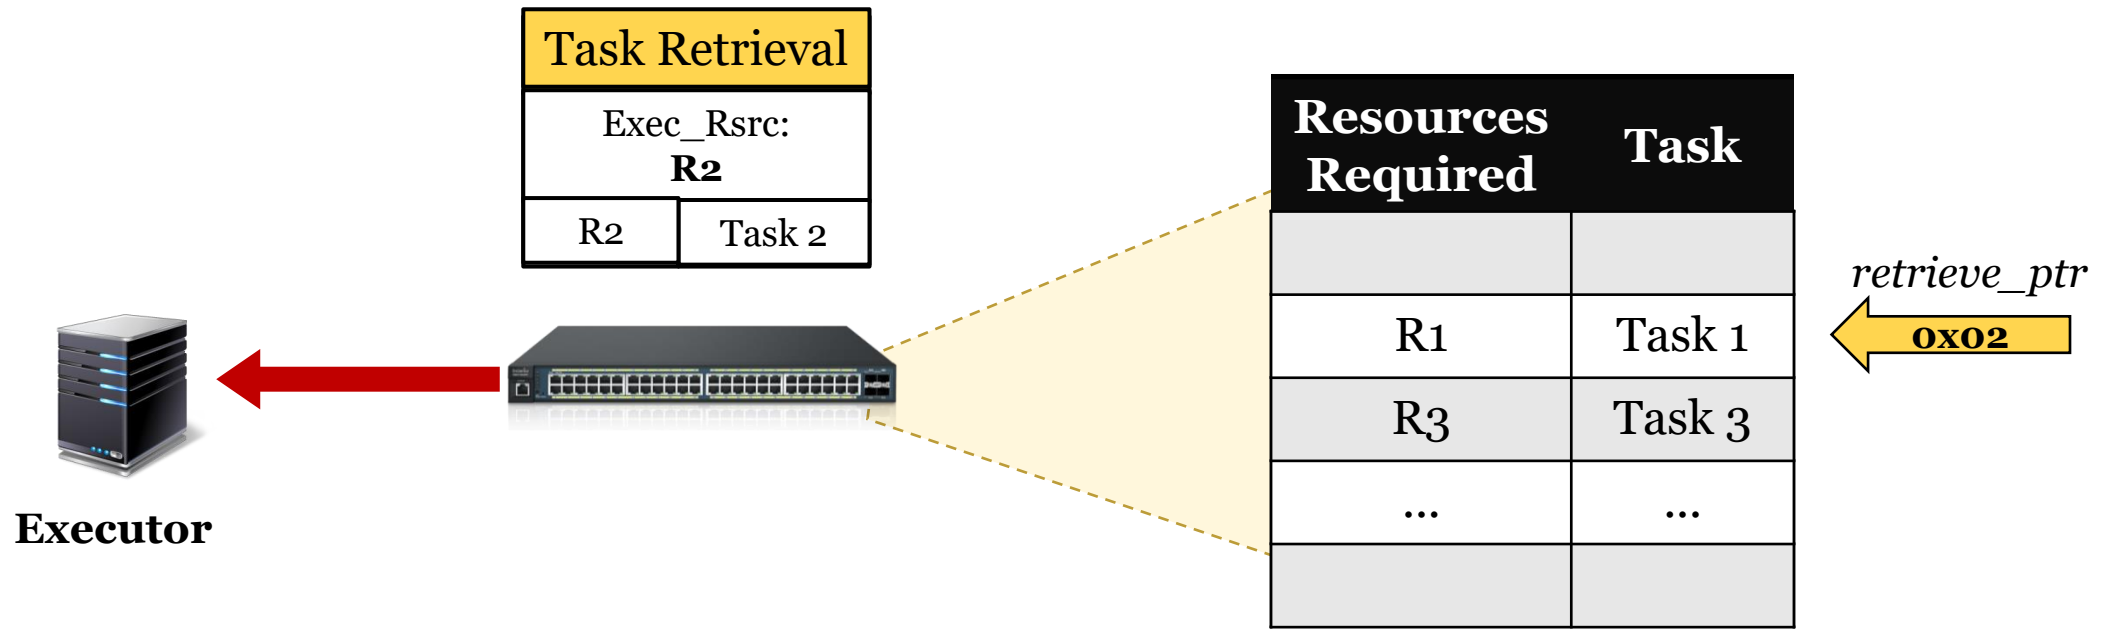 Task Retrieval
Exec_Rsrc:
R2
R2 Task 2
Executor
Resources Required Task
R1 Task 1
R3 Task 3
... ...
retrieve_ptr
0x02